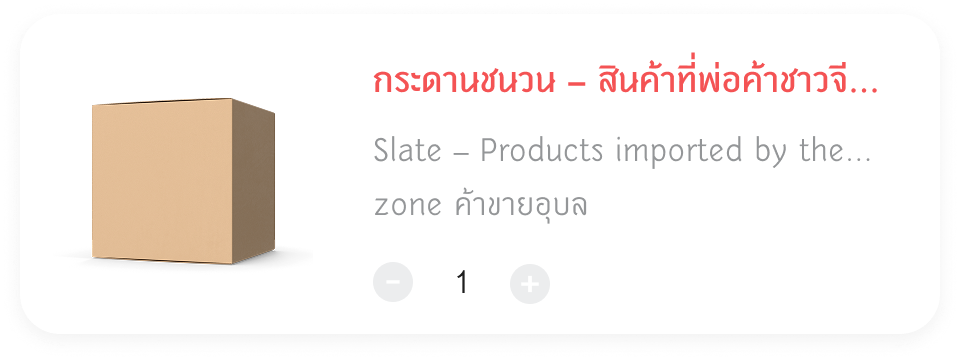 กระดานชนวน – สินค้าที่พ่อค้าชาวจี...
Slate – Products imported by the...
zone ค้าขายอุบล
- 1 +